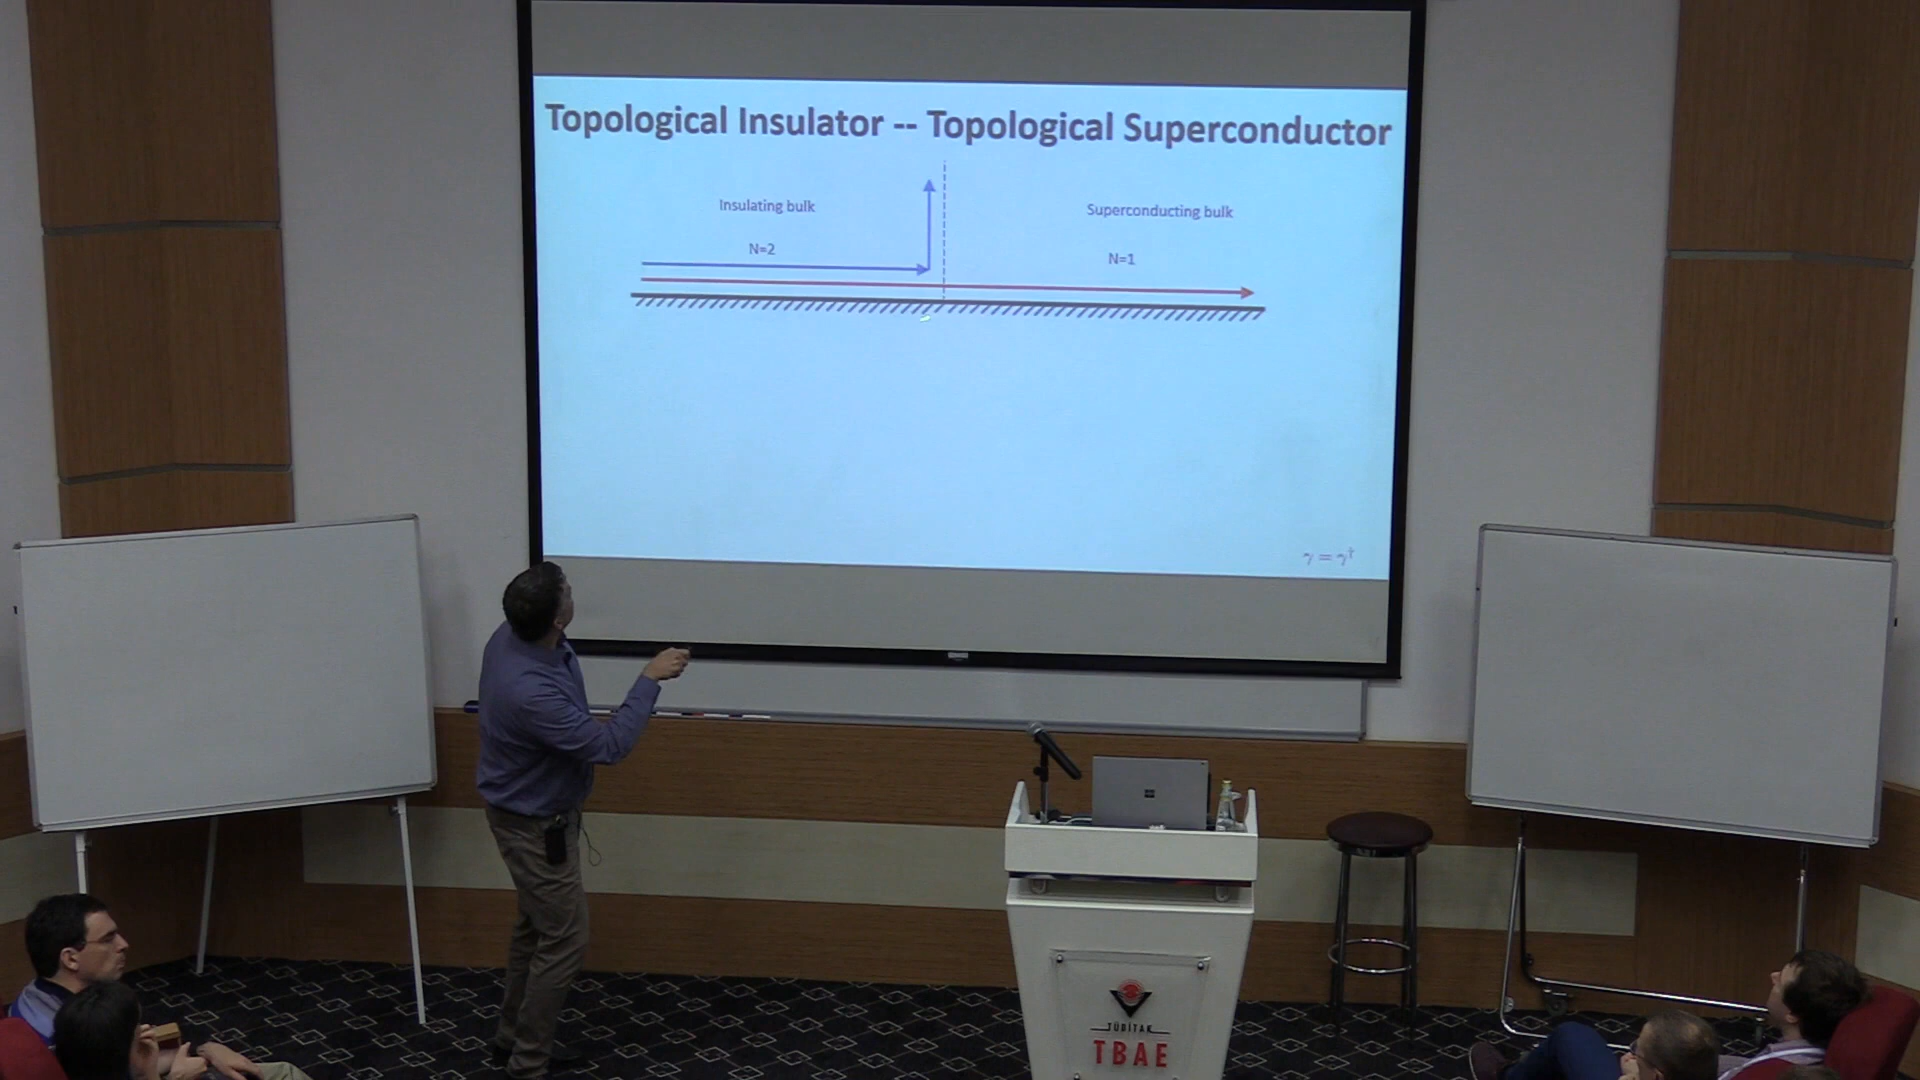 Topological Insulator -- Topological Superconductor
Insulating bulk
Superconducting bulk
N=2
N=1
γ = γ†
TÜBİTAK
TBAE